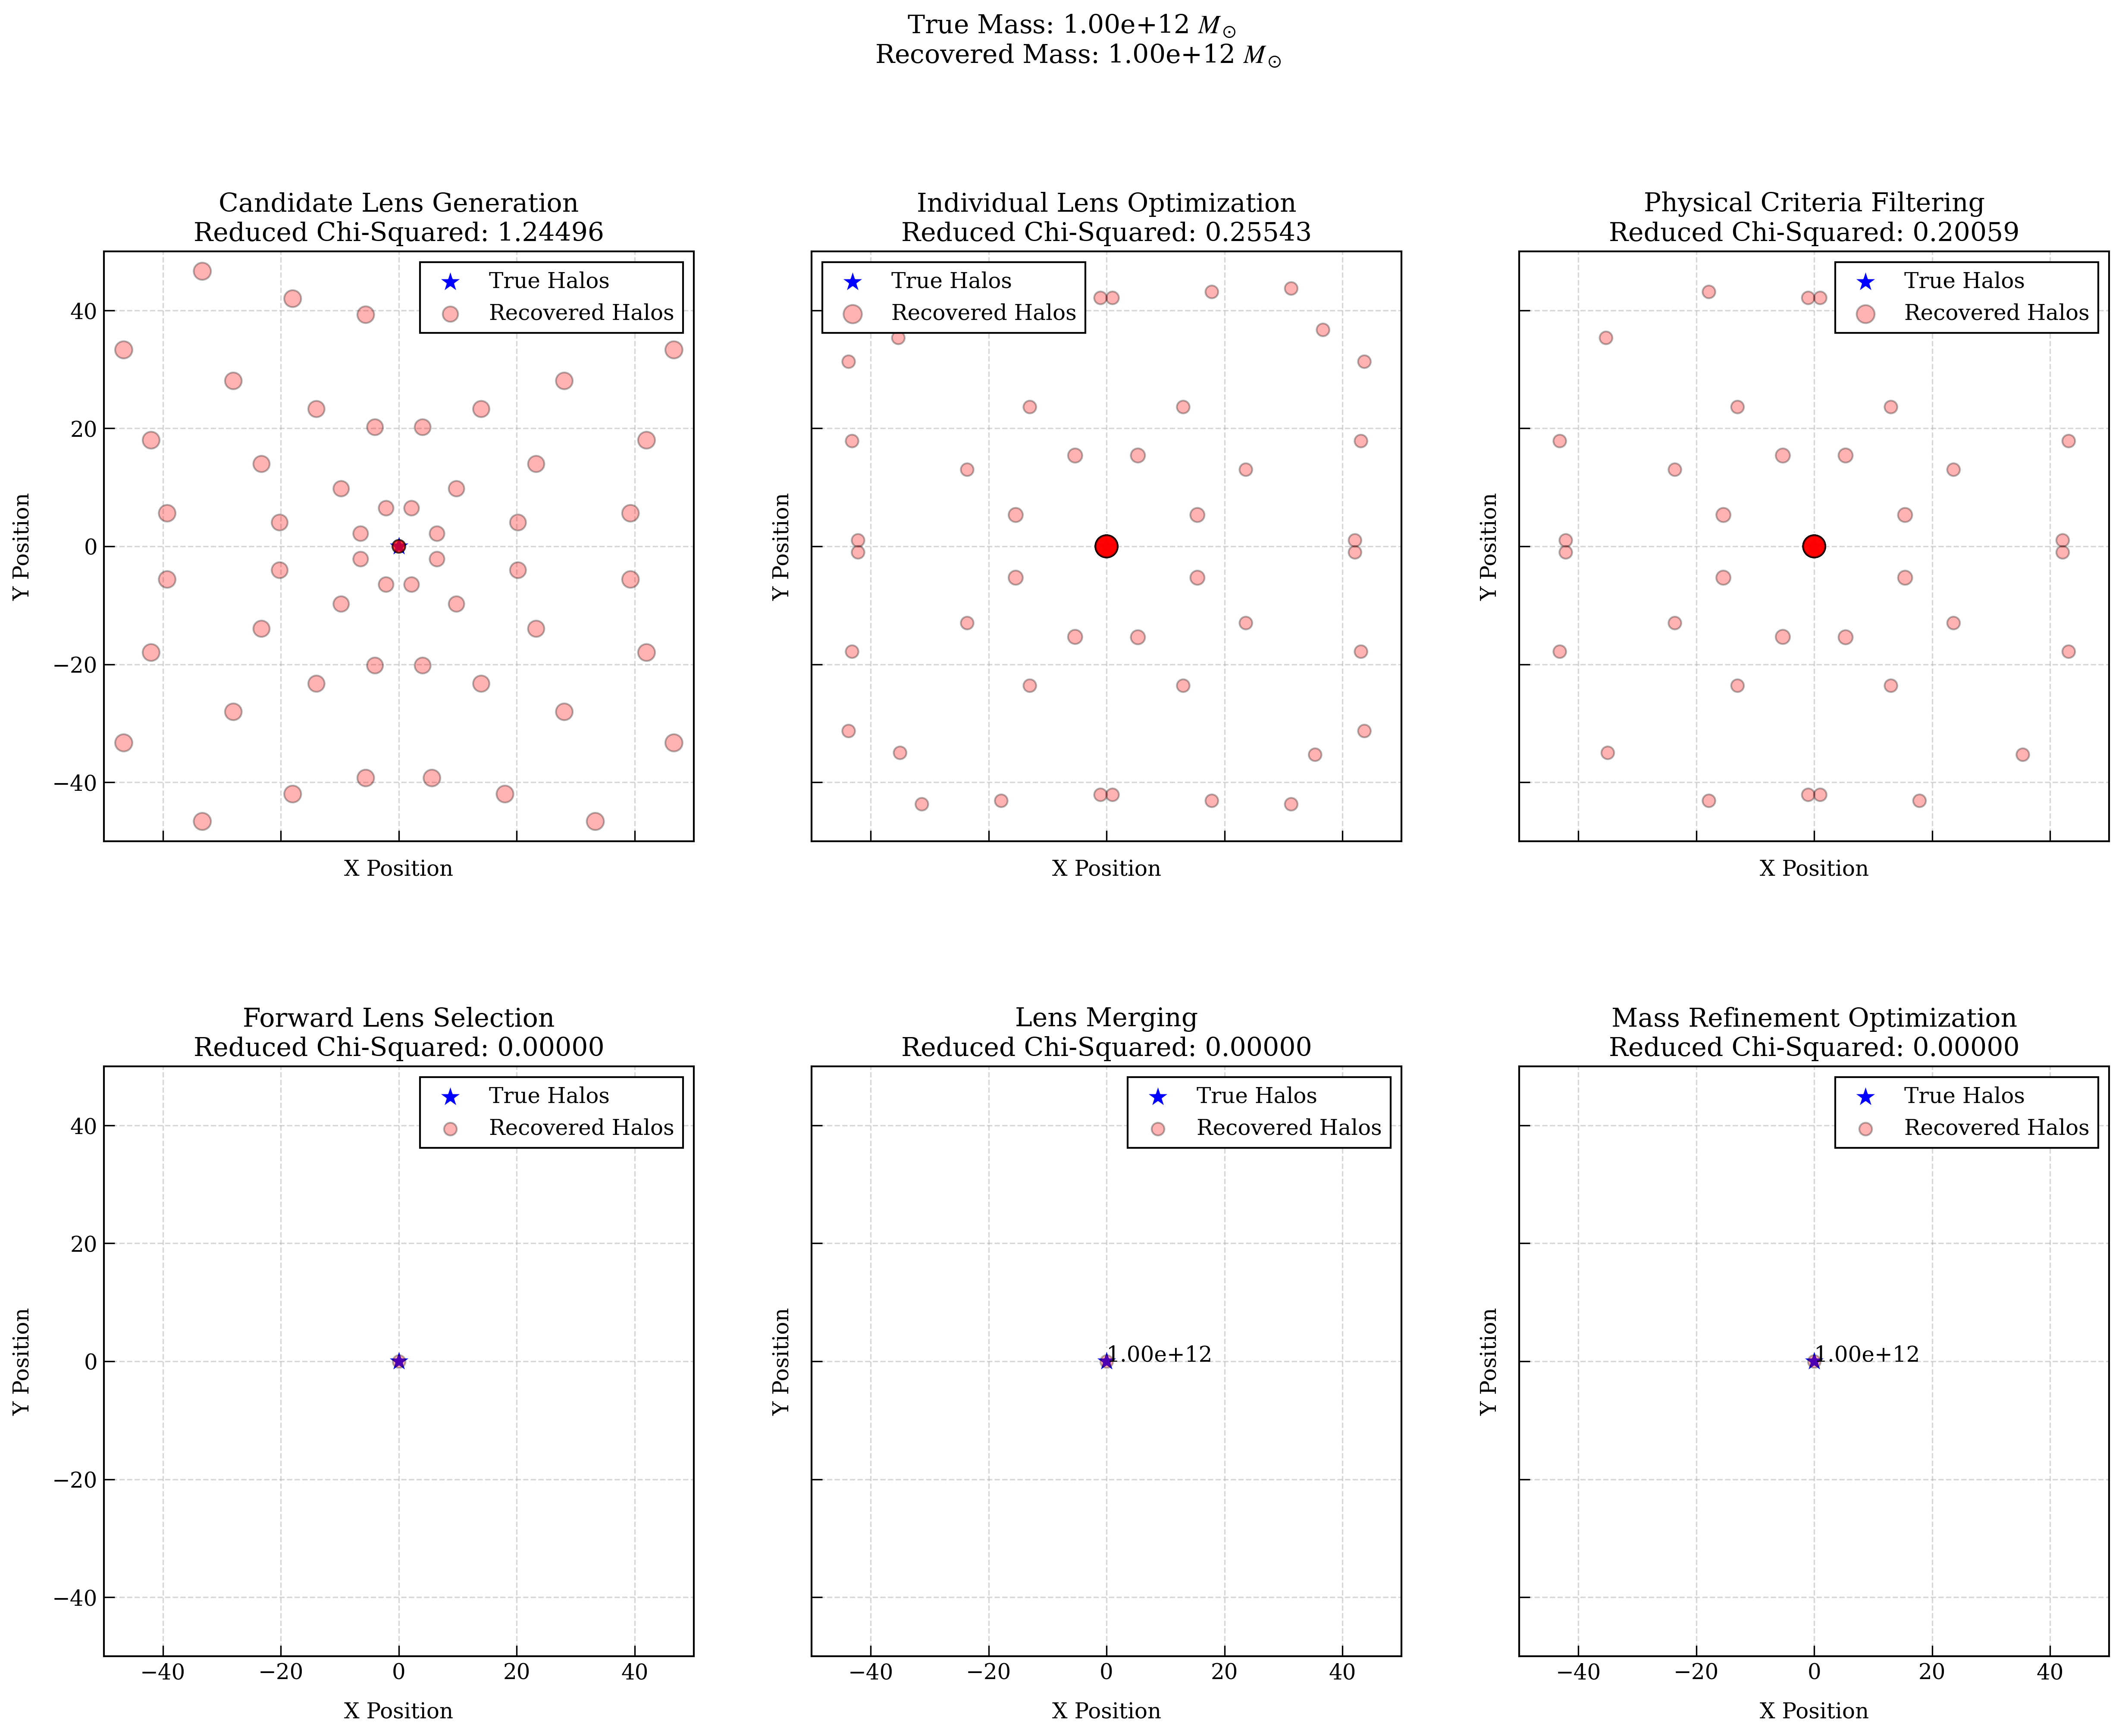 True Mass: 1.00e+12 M⊙
Recovered Mass: 1.00e+12 M⊙
Candidate Lens Generation
Reduced Chi-Squared: 1.24496
True Halos
Recovered Halos
40
20
0
−20
−40
Y Position
X Position
Individual Lens Optimization
Reduced Chi-Squared: 0.25543
True Halos
Recovered Halos
Y Position
X Position
Physical Criteria Filtering
Reduced Chi-Squared: 0.20059
True Halos
Recovered Halos
Y Position
X Position
Forward Lens Selection
Reduced Chi-Squared: 0.00000
True Halos
Recovered Halos
40
20
0
−20
−40
Y Position
−40 −20 0 20 40
X Position
Lens Merging
Reduced Chi-Squared: 0.00000
True Halos
Recovered Halos
1.00e+12
Y Position
−40 −20 0 20 40
X Position
Mass Refinement Optimization
Reduced Chi-Squared: 0.00000
True Halos
Recovered Halos
1.00e+12
Y Position
−40 −20 0 20 40
X Position